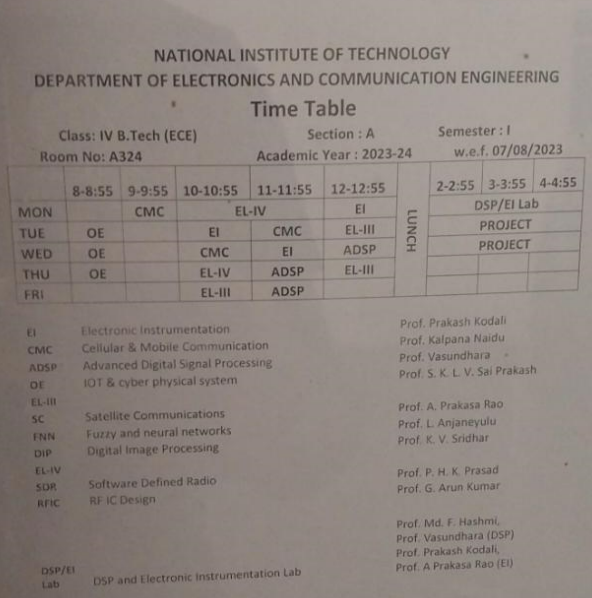 NATIONAL INSTITUTE OF TECHNOLOGY
DEPARTMENT OF ELECTRONICS AND COMMUNICATION ENGINEERING
Time Table
Class: IV B.Tech (ECE) Section : A Semester : I
Room No: A324 Academic Year : 2023-24 w.e.f. 07/08/2023
8-8:55 9-9:55 10-10:55 11-11:55 12-12:55 LUNCH 2-2:55 3-3:55 4-4:55
MON CMC EL-IV EI DSP/EI Lab
TUE OE EI CMC EL-III PROJECT
WED OE CMC EI ADSP PROJECT
THU OE EL-IV ADSP EL-III
FRI EL-III ADSP
EI Electronic Instrumentation Prof. Prakash Kodali
CMC Cellular & Mobile Communication Prof. Kalpana Naidu
ADSP Advanced Digital Signal Processing Prof. Vasundhara
OE IOT & cyber physical system Prof. S. K. L. V. Sai Prakash
EL-III
SC Satellite Communications Prof. A. Prakasa Rao
FNN Fuzzy and neural networks Prof. L. Anjaneyulu
DIP Digital Image Processing Prof. K. V. Sridhar
EL-IV
SDR Software Defined Radio Prof. P. H. K. Prasad
RFIC RF IC Design Prof. G. Arun Kumar
Prof. Md. F. Hashmi,
Prof. Vasundhara (DSP)
Prof. Prakash Kodali,
DSP/EI Lab DSP and Electronic Instrumentation Lab Prof. A Prakasa Rao (EI)